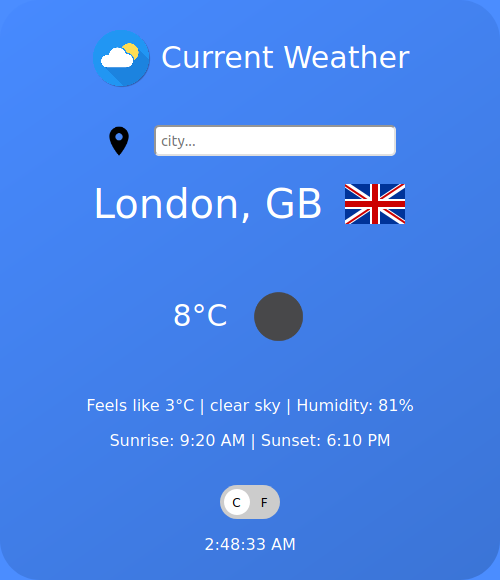 Current Weather
city...
London, GB
8°C
Feels like 3°C | clear sky | Humidity: 81%
Sunrise: 9:20 AM | Sunset: 6:10 PM
C F
2:48:33 AM